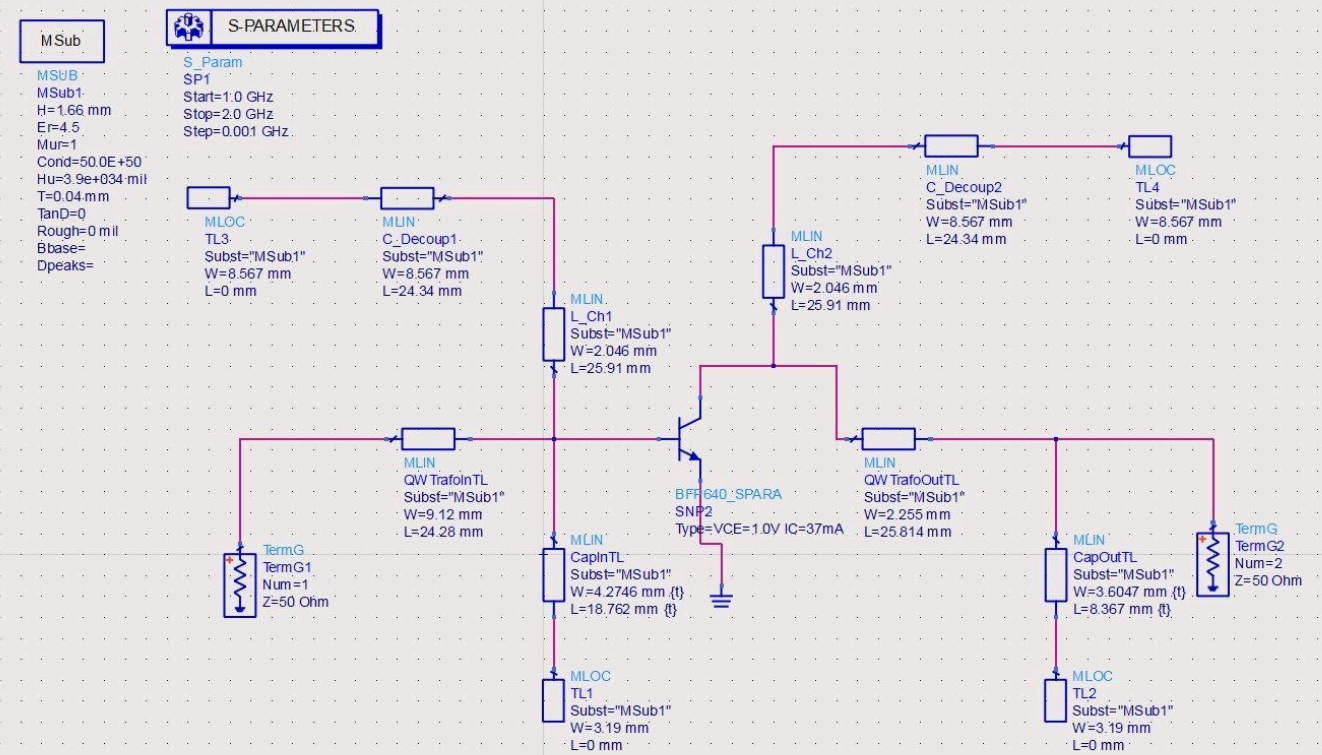 MSub
MSUB
MSub1
H=1.66 mm
Er=4.5
Mur=1
Cond=50.0E+50
Hu=3.9e+034 mil
T=0.04 mm
TanD=0
Rough=0 mil
Bbase=
Dpeaks=
S-PARAMETERS
S_Param
SP1
Start=1.0 GHz
Stop=2.0 GHz
Step=0.001 GHz
MLOC
TL3
Subst="MSub1"
W=8.567 mm
L=0 mm
MLIN
C_Decoup1
Subst="MSub1"
W=8.567 mm
L=24.34 mm
MLIN
C_Decoup2
Subst="MSub1"
W=8.567 mm
L=24.34 mm
MLOC
TL4
Subst="MSub1"
W=8.567 mm
L=0 mm
MLIN
L_Ch2
Subst="MSub1"
W=2.046 mm
L=25.91 mm
MLIN
L_Ch1
Subst="MSub1"
W=2.046 mm
L=25.91 mm
MLIN
QWTrafoInTL
Subst="MSub1"
W=9.12 mm
L=24.28 mm
BFP640_SPARA
SNP2
Type=VCE=1.0V IC=37mA
MLIN
QWTrafoOutTL
Subst="MSub1"
W=2.255 mm
L=25.814 mm
TermG
TermG1
Num=1
Z=50 Ohm
MLIN
CapInTL
Subst="MSub1"
W=4.2746 mm {t}
L=18.762 mm {t}
MLIN
CapOutTL
Subst="MSub1"
W=3.6047 mm {t}
L=8.367 mm {t}
TermG
TermG2
Num=2
Z=50 Ohm
MLOC
TL1
Subst="MSub1"
W=3.19 mm
L=0 mm
MLOC
TL2
Subst="MSub1"
W=3.19 mm
L=0 mm